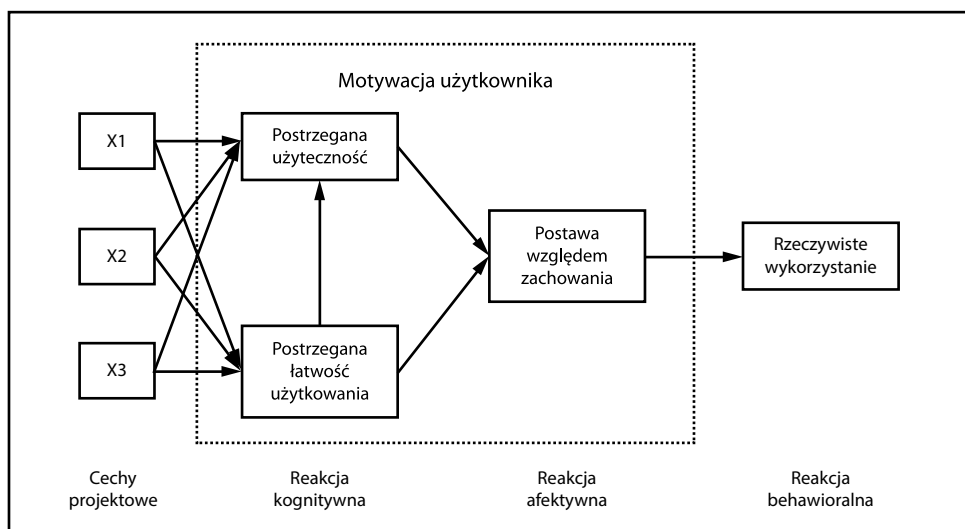 Motywacja użytkownika
X1
X2
X3
Postrzegana
użyteczność
Postrzegana
łatwość
użytkowania
Postawa
względem
zachowania
Rzeczywiste
wykorzystanie
Cechy
projektowe
Reakcja
kognitywna
Reakcja
afektywna
Reakcja
behawioralna